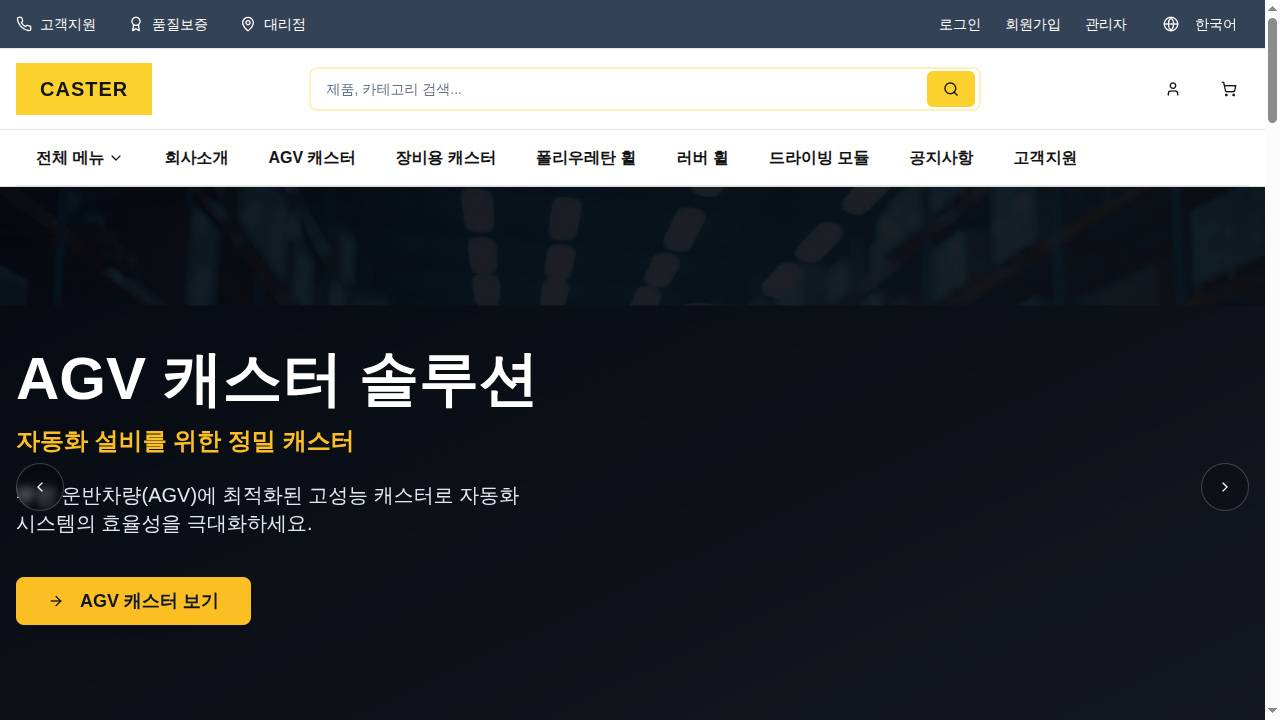 고객지원
품질보증
대리점
로그인
회원가입
관리자
한국어
CASTER
제품, 카테고리 검색...
전체 메뉴
회사소개
AGV 캐스터
장비용 캐스터
폴리우레탄 휠
러버 휠
드라이빙 모듈
공지사항
고객지원
AGV 캐스터 솔루션
자동화 설비를 위한 정밀 캐스터
운반차량(AGV)에 최적화된 고성능 캐스터로 자동화
시스템의 효율성을 극대화하세요.
AGV 캐스터 보기